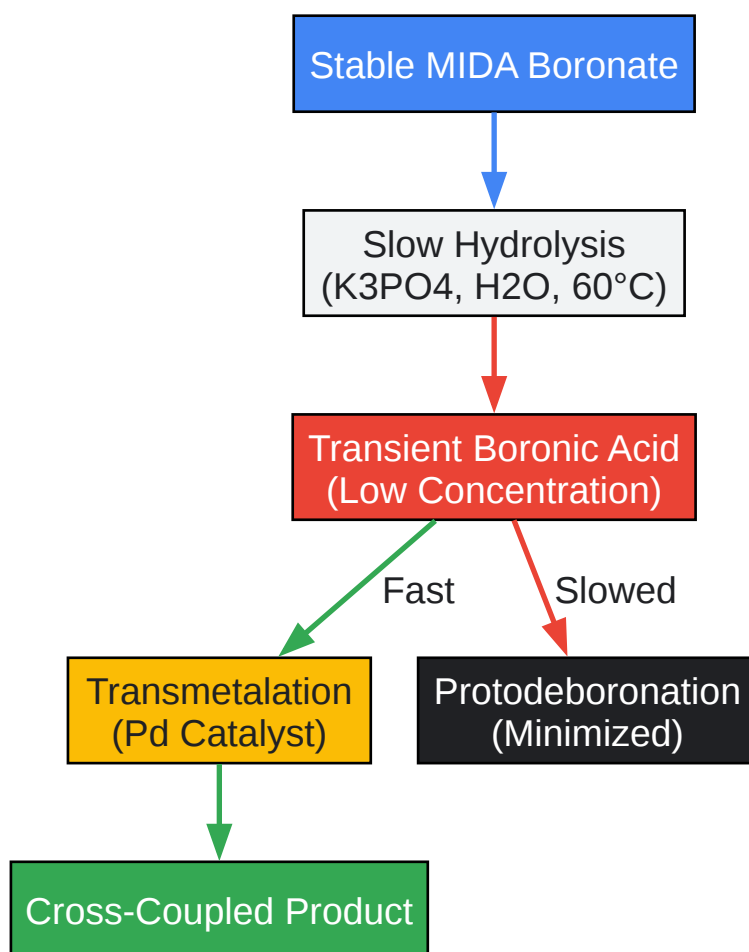 Stable MIDA Boronate
Slow Hydrolysis
(K3PO4, H2O, 60°C)
Transient Boronic Acid
(Low Concentration)
Fast
Slowed
Transmetalation
(Pd Catalyst)
Protodeboronation
(Minimized)
Cross-Coupled Product